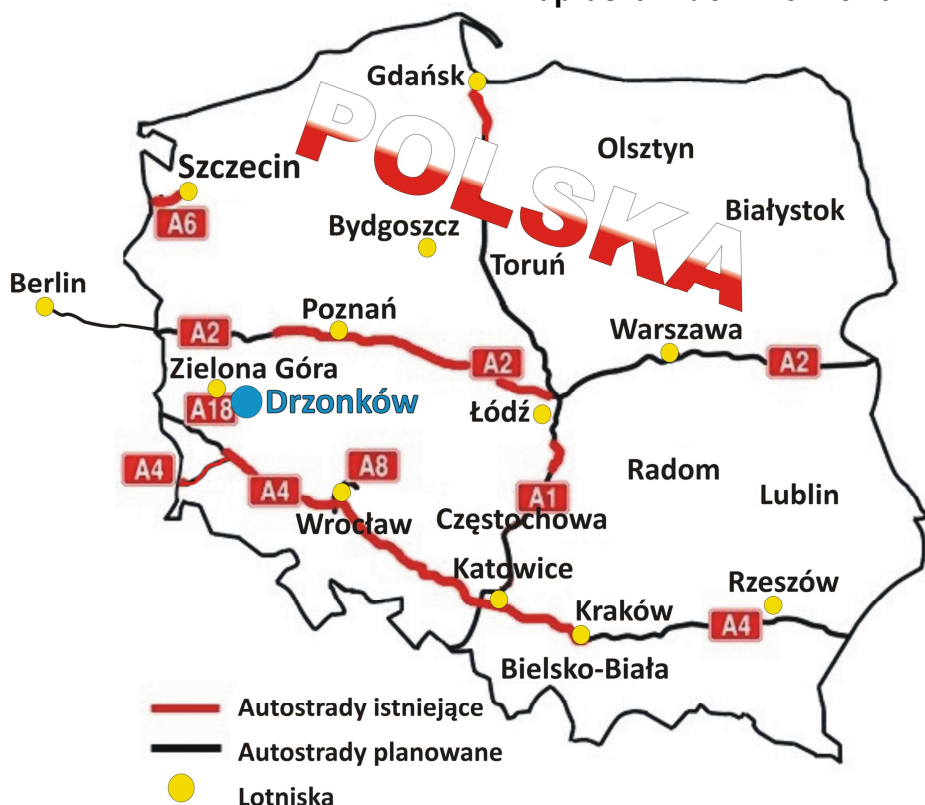 Gdańsk
POLSKA
Olsztyn
Szczecin
Białystok
A6
Bydgoszcz
Toruń
Berlin
Poznań
Warszawa
A2
A2
A2
Zielona Góra
A18
Drzonków
Łódź
A4
A8
Radom
A4
Lublin
A1
Wrocław
Częstochowa
Katowice
Rzeszów
Kraków
A4
Bielsko-Biała
Autostrady istniejące
Autostrady planowane
Lotniska